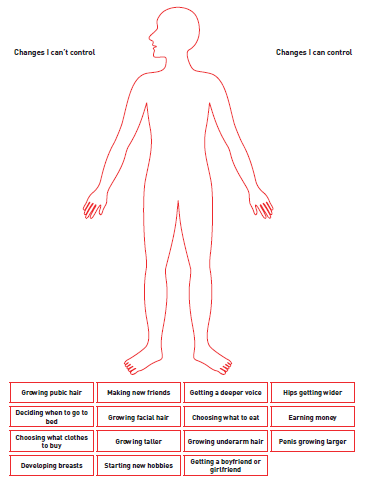 Changes I can't control
Changes I can control
Growing pubic hair
Making new friends
Getting a deeper voice
Hips getting wider
Deciding when to go to
bed
Growing facial hair
Choosing what to eat
Earning money
Choosing what clothes
to buy
Growing taller
Growing underarm hair
Penis growing larger
Developing breasts
Starting new hobbies
Getting a boyfriend or
girlfriend